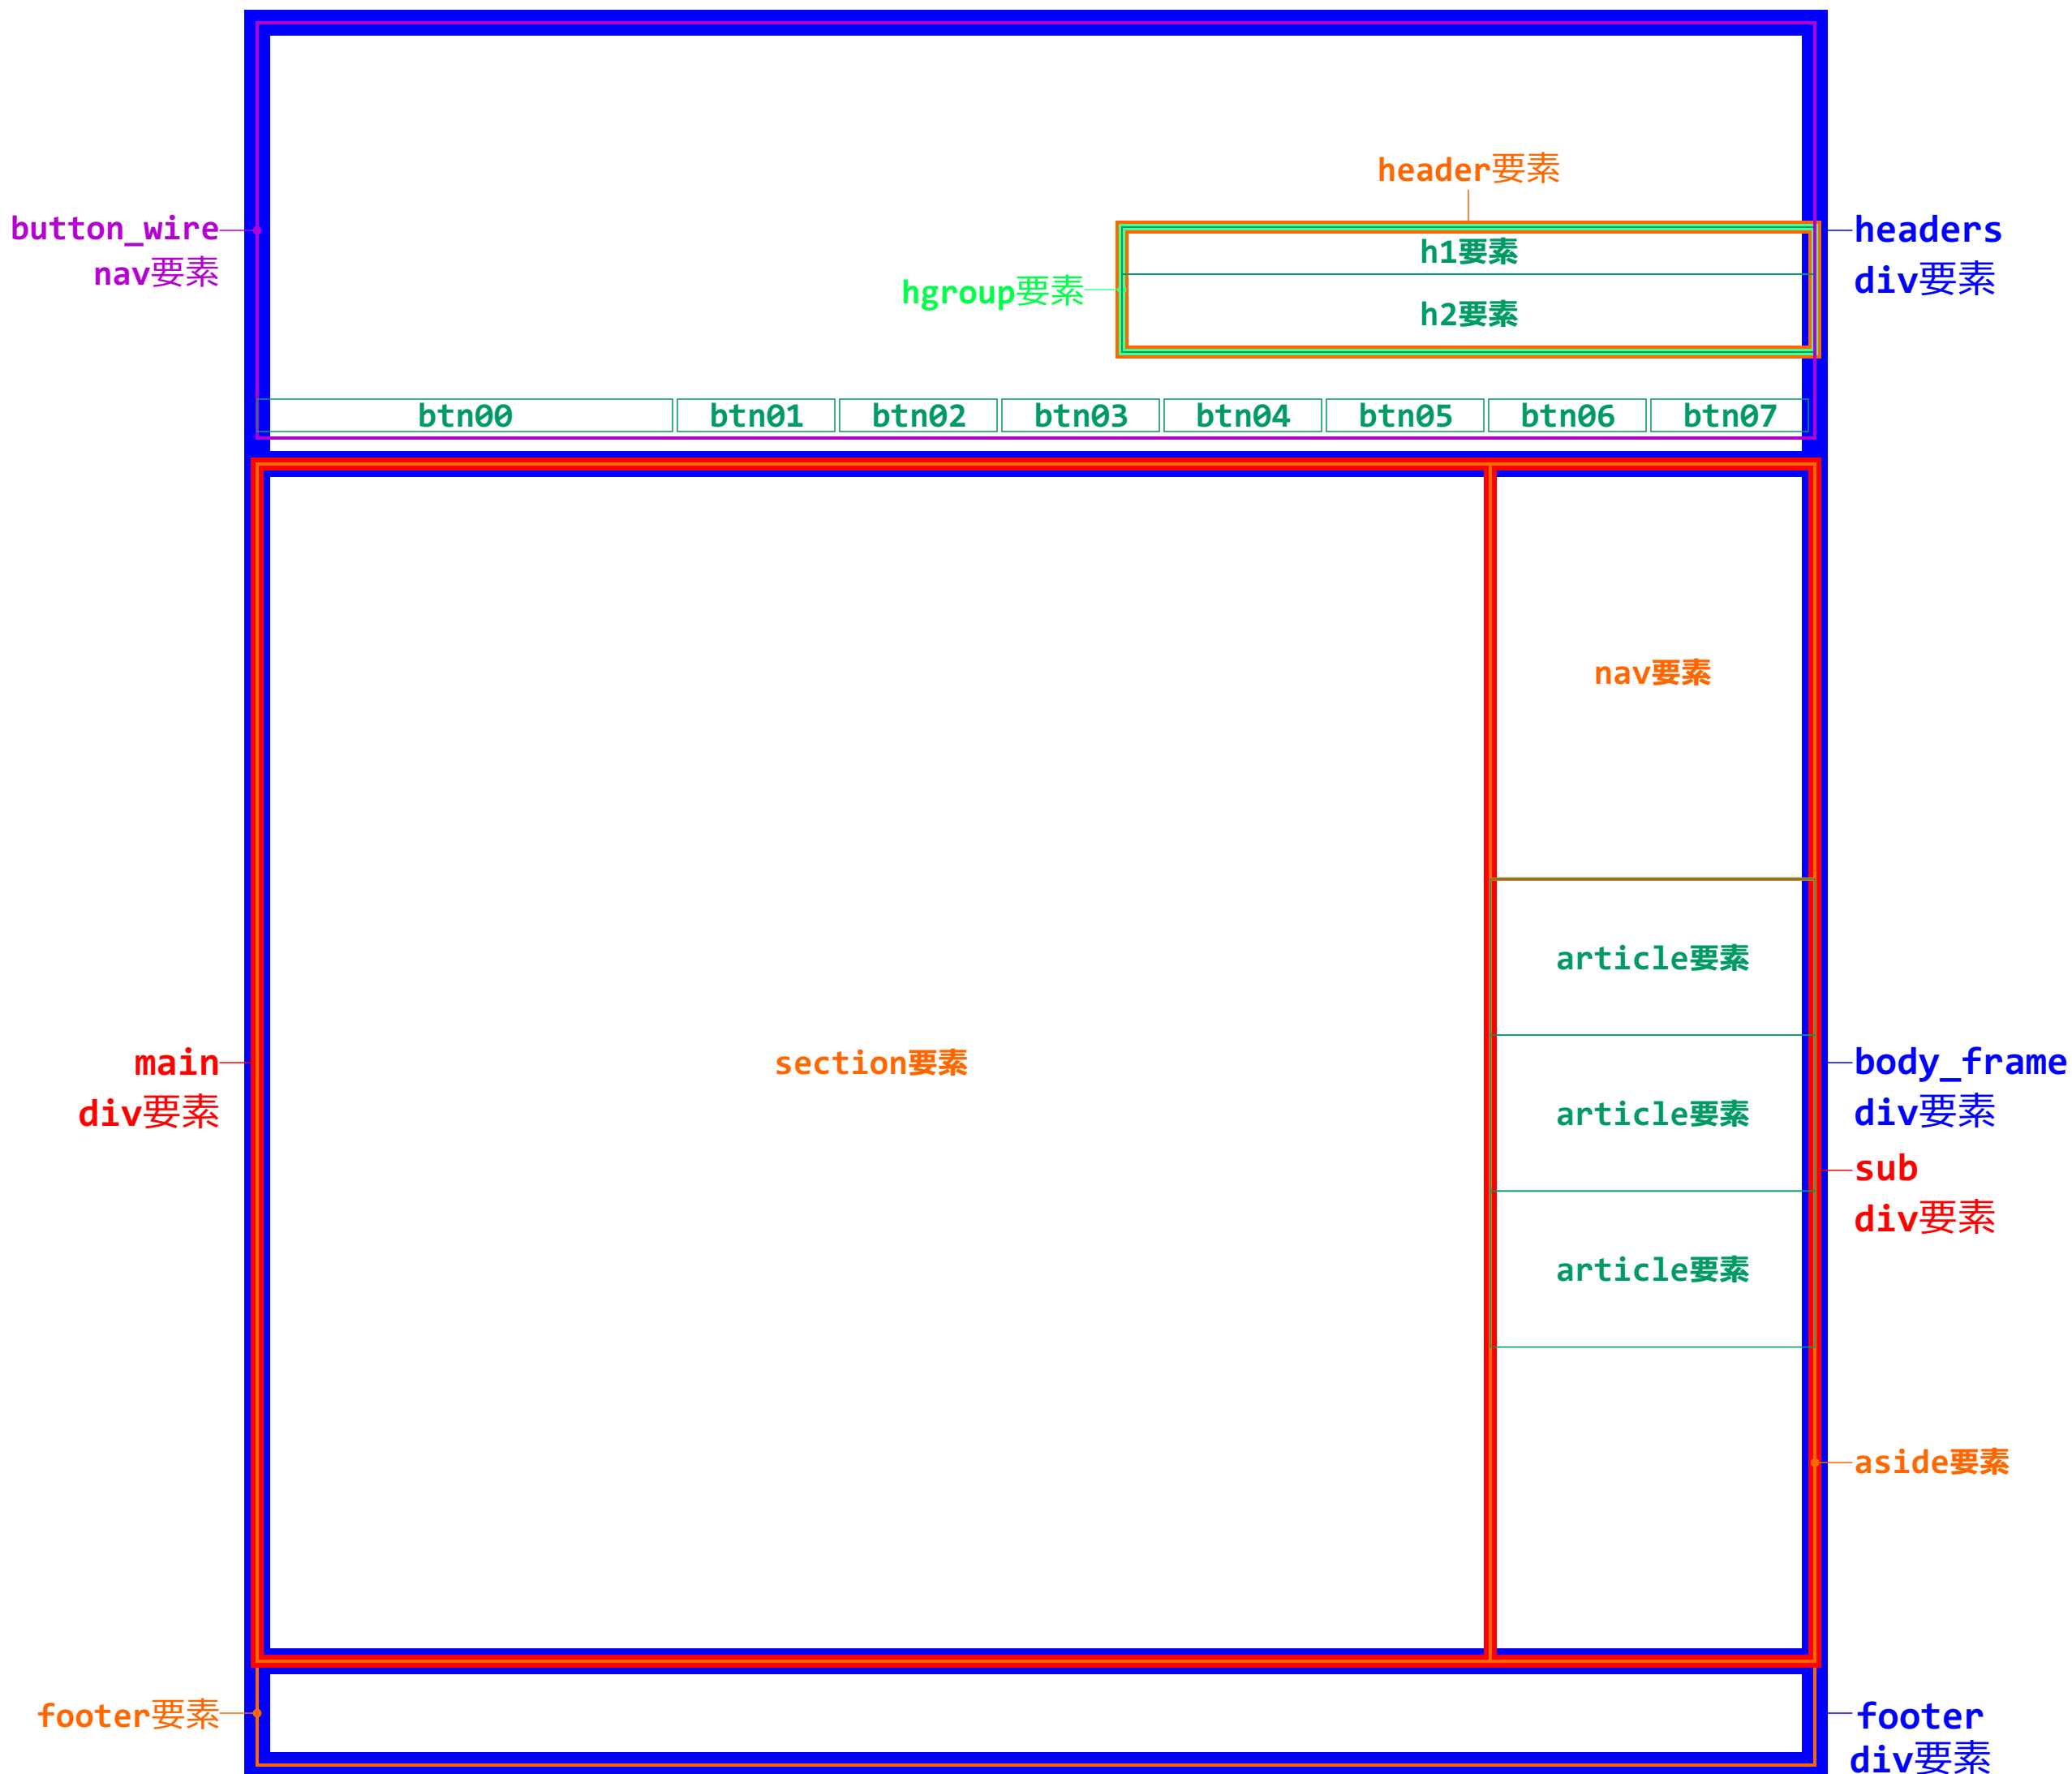 header要素
button_wire
nav要素
headers
div要素
h1要素
hgroup要素
h2要素
btn00 btn01 btn02 btn03 btn04 btn05 btn06 btn07
nav要素
article要素
section要素
main
div要素
body_frame
div要素
article要素
sub
div要素
article要素
aside要素
footer要素
footer
div要素